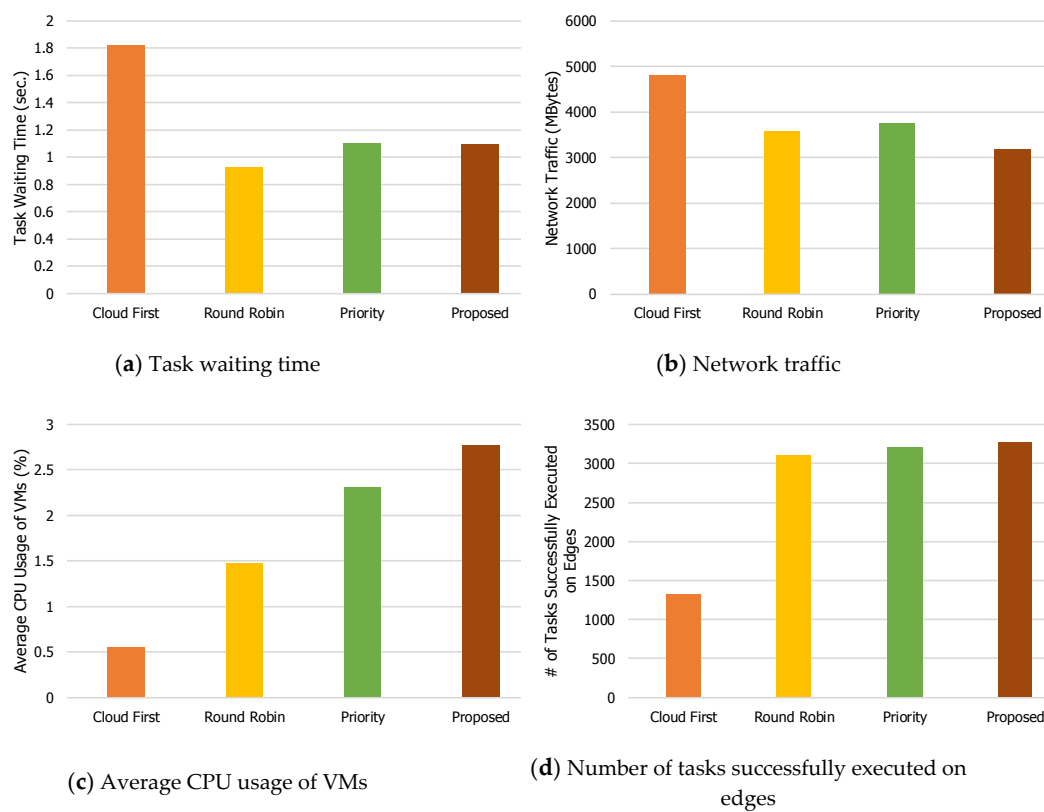 Task Waiting Time (sec.)
2
1.8
1.6
1.4
1.2
1
0.8
0.6
0.4
0.2
0
Cloud First Round Robin Priority Proposed
(a) Task waiting time
Network Traffic (MBytes)
6000
5000
4000
3000
2000
1000
0
Cloud First Round Robin Priority Proposed
(b) Network traffic
Average CPU Usage of VMs (%)
3
2.5
2
1.5
1
0.5
0
Cloud First Round Robin Priority Proposed
(c) Average CPU usage of VMs
# of Tasks Successfully Executed
on Edges
3500
3000
2500
2000
1500
1000
500
0
Cloud First Round Robin Priority Proposed
(d) Number of tasks successfully executed on
edges